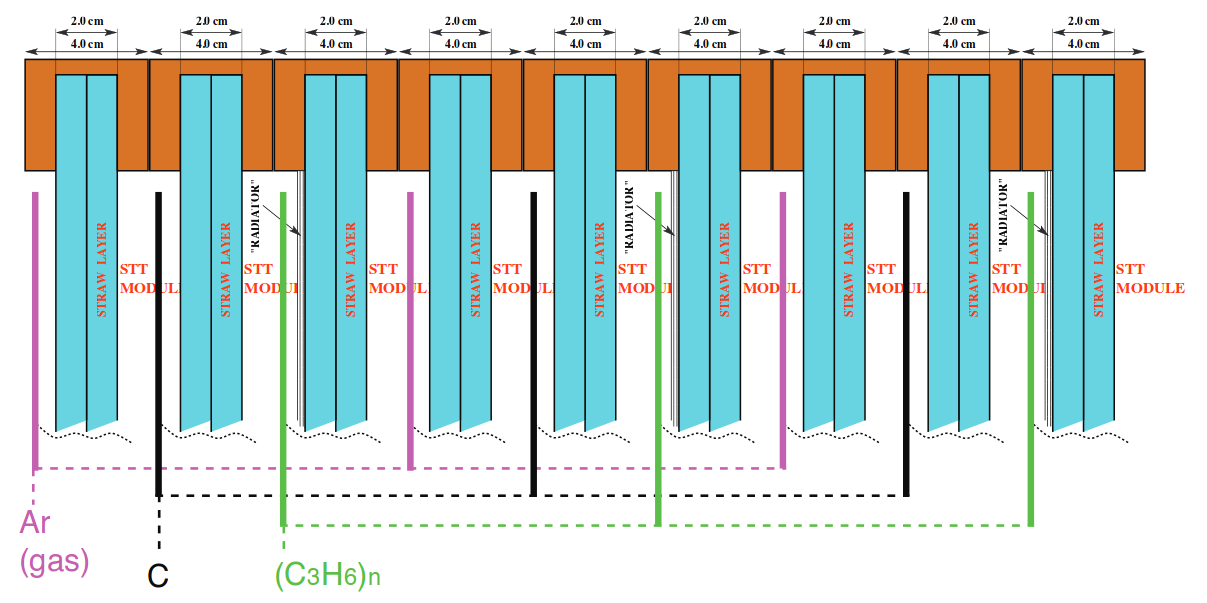 2.0 cm 2.0 cm 2.0 cm 2.0 cm 2.0 cm 2.0 cm 2.0 cm 2.0 cm 2.0 cm
4.0 cm 4.0 cm 4.0 cm 4.0 cm 4.0 cm 4.0 cm 4.0 cm 4.0 cm 4.0 cm
"RADIATOR" "RADIATOR" "RADIATOR"
STRAW LAYER STRAW LAYER STRAW LAYER STRAW LAYER STRAW LAYER STRAW LAYER STRAW LAYER STRAW LAYER STRAW LAYER
STT STT STT STT STT STT STT STT STT
MODULE MODULE MODULE MODULE MODULE MODULE MODULE MODULE MODULE
Ar
(gas)
C
(C3H6)n